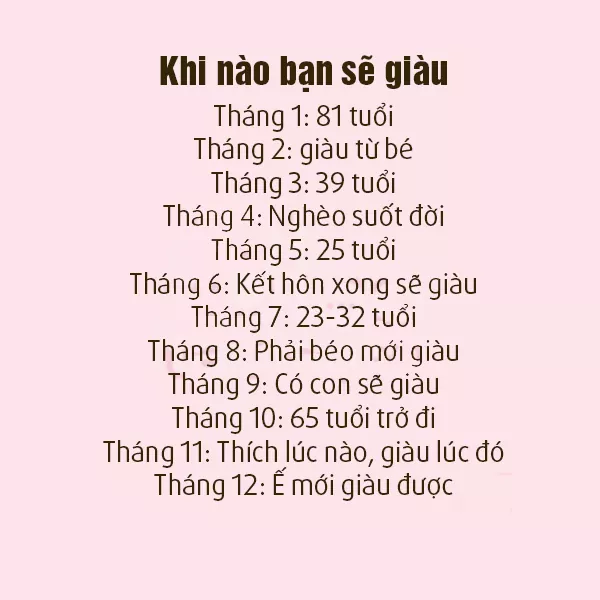 Khi nào bạn sẽ giàu
Tháng 1: 81 tuổi
Tháng 2: giàu từ bé
Tháng 3: 39 tuổi
Tháng 4: Nghèo suốt đời
Tháng 5: 25 tuổi
Tháng 6: Kết hôn xong sẽ giàu
Tháng 7: 23-32 tuổi
Tháng 8: Phải béo mới giàu
Tháng 9: Có con sẽ giàu
Tháng 10: 65 tuổi trở đi
Tháng 11: Thích lúc nào, giàu lúc đó
Tháng 12: Ế mới giàu được